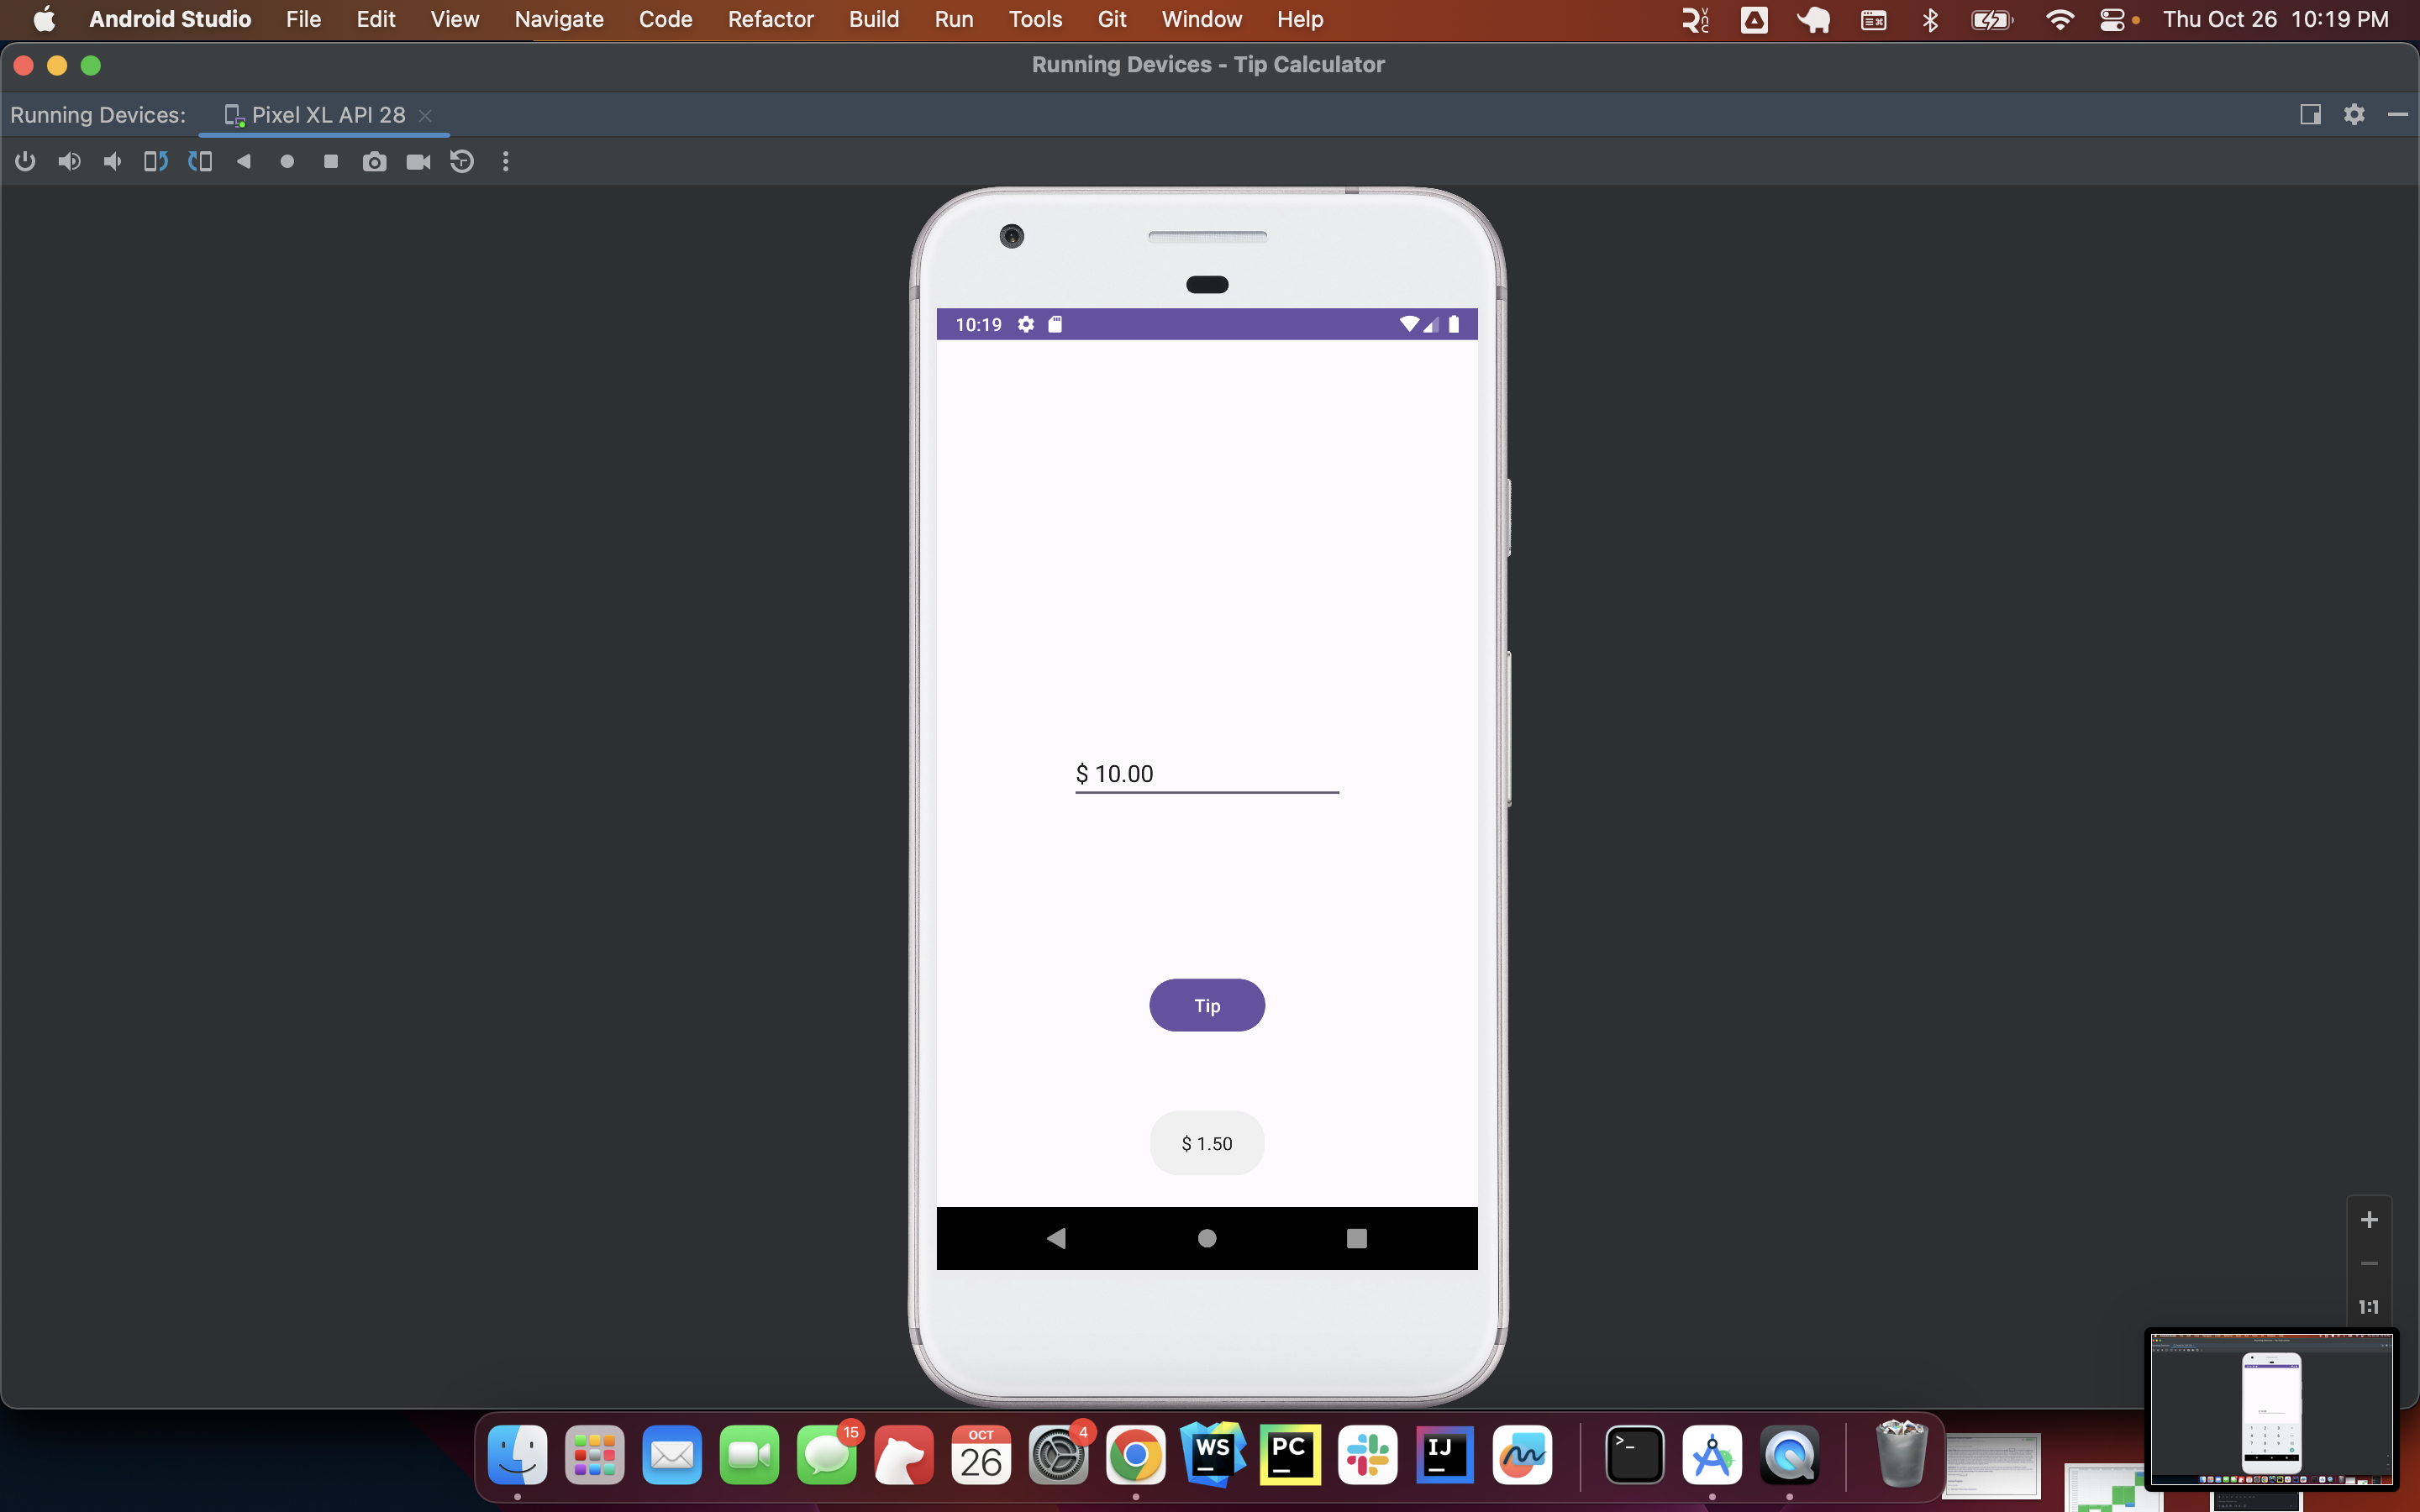 Android Studio File Edit View Navigate Code Refactor Build Run Tools Git Window Help Thu Oct 26 10:19 PM
Running Devices - Tip Calculator
Running Devices: Pixel XL API 28
10:19
$ 10.00
Tip
$ 1.50
1:1
15
OCT
26
4
WS
PC
IJ
>_